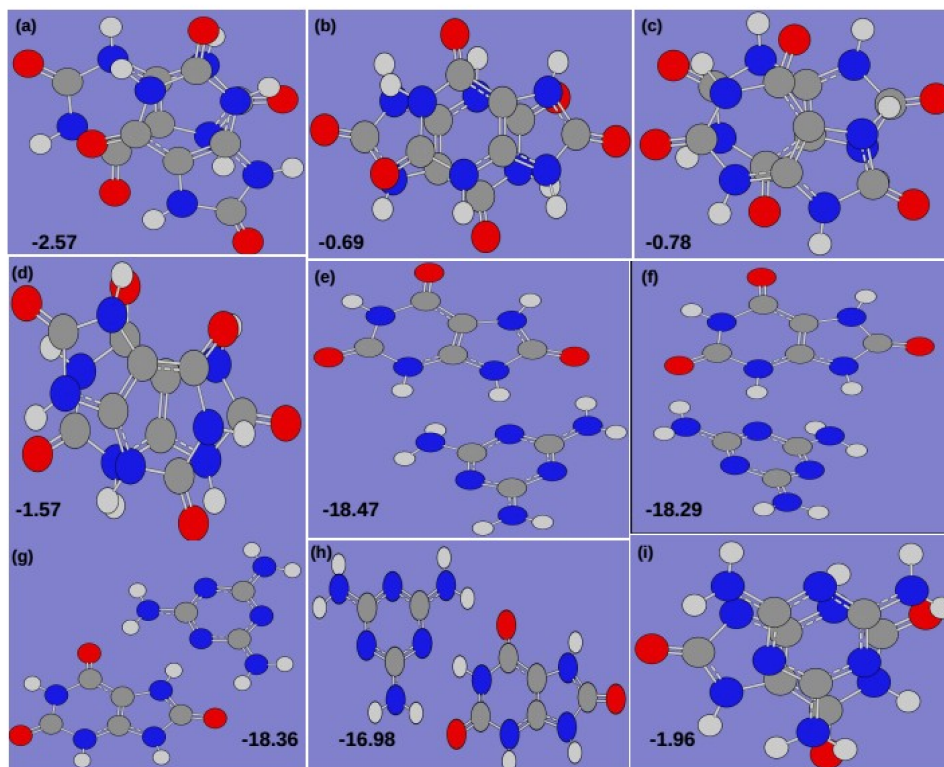 (a)
-2.57
(b)
-0.69
(c)
-0.78
(d)
-1.57
(e)
-18.47
(f)
-18.29
(g)
-18.36
(h)
-16.98
(i)
-1.96